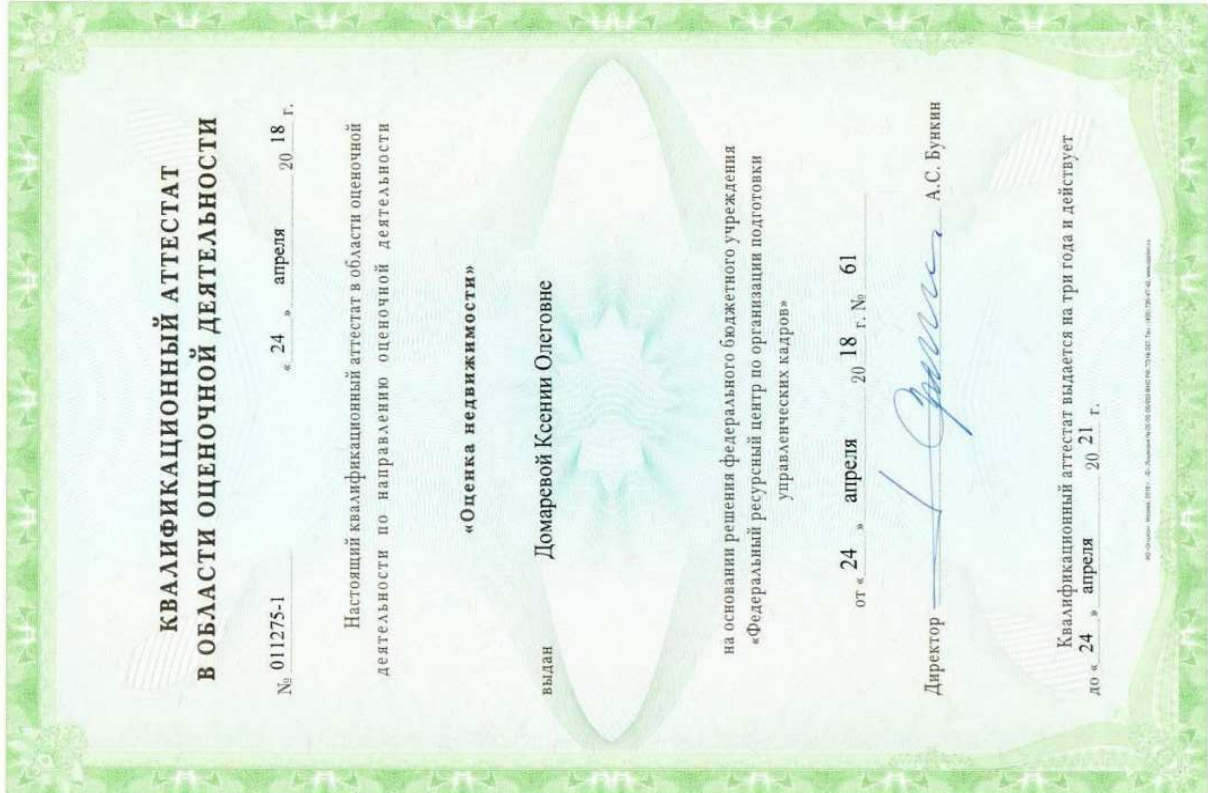 КВАЛИФИКАЦИОННЫЙ АТТЕСТАТ
В ОБЛАСТИ ОЦЕНОЧНОЙ ДЕЯТЕЛЬНОСТИ
№ 011275-1 « 24 » апреля 20 18 г.
Настоящий квалификационный аттестат в области оценочной
деятельности по направлению оценочной деятельности
«Оценка недвижимости»
выдан Домаревой Ксении Олеговне
на основании решения федерального бюджетного учреждения
«Федеральный ресурсный центр по организации подготовки
управленческих кадров»
от « 24 » апреля 20 18 г. № 61
Директор А.С. Бункин
Квалификационный аттестат выдается на три года и действует
до « 24 » апреля 20 21 г.